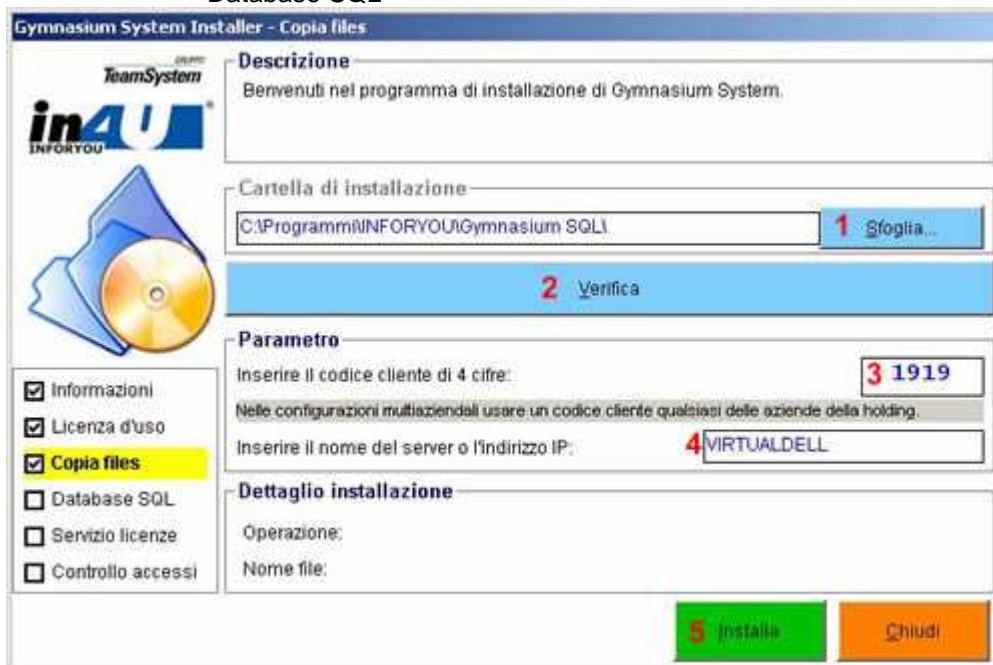 Database SQL
Gymnasium System Installer - Copia files
GRUPPO
TeamSystem
in4U
INFORYOU
Descrizione
Benvenuti nel programma di installazione di Gymnasium System.
Cartella di installazione
C:\Programmi\INFORYOU\Gymnasium SQL\
1 Sfoglia...
2 Verifica
Parametro
Inserire il codice cliente di 4 cifre:
3 1919
Nelle configurazioni multiaziendali usare un codice cliente qualsiasi delle aziende della holding.
Inserire il nome del server o l'indirizzo IP:
4 VIRTUALDELL
Informazioni
Licenza d'uso
Copia files
Database SQL
Servizio licenze
Controllo accessi
Dettaglio installazione
Operazione:
Nome file:
5 Installa
Chiudi